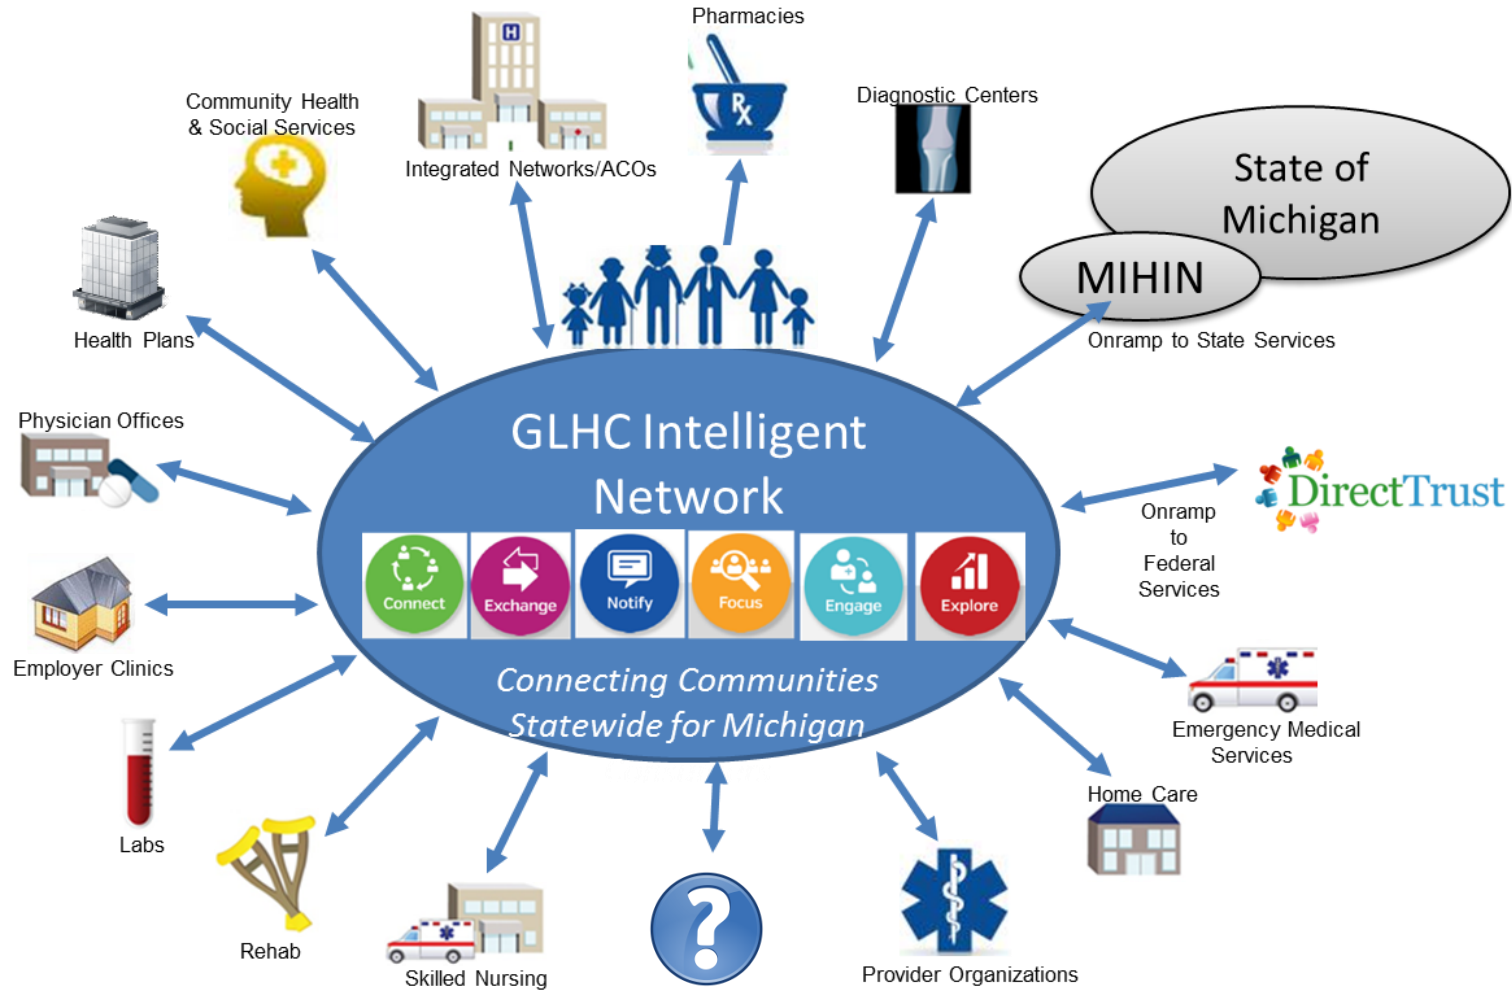 Pharmacies
Community Health
& Social Services
H
RX
Diagnostic Centers
Integrated Networks/ACOs
State of
Michigan
MIHIN
Onramp to State Services
Health Plans
Physician Offices
GLHC Intelligent
Network
DirectTrust
Onramp
to
Federal
Services
Connect
Exchange
Notify
Focus
Engage
Explore
Employer Clinics
Connecting Communities
Statewide for Michigan
Emergency Medical
Services
Home Care
Labs
Rehab
Skilled Nursing
?
Provider Organizations